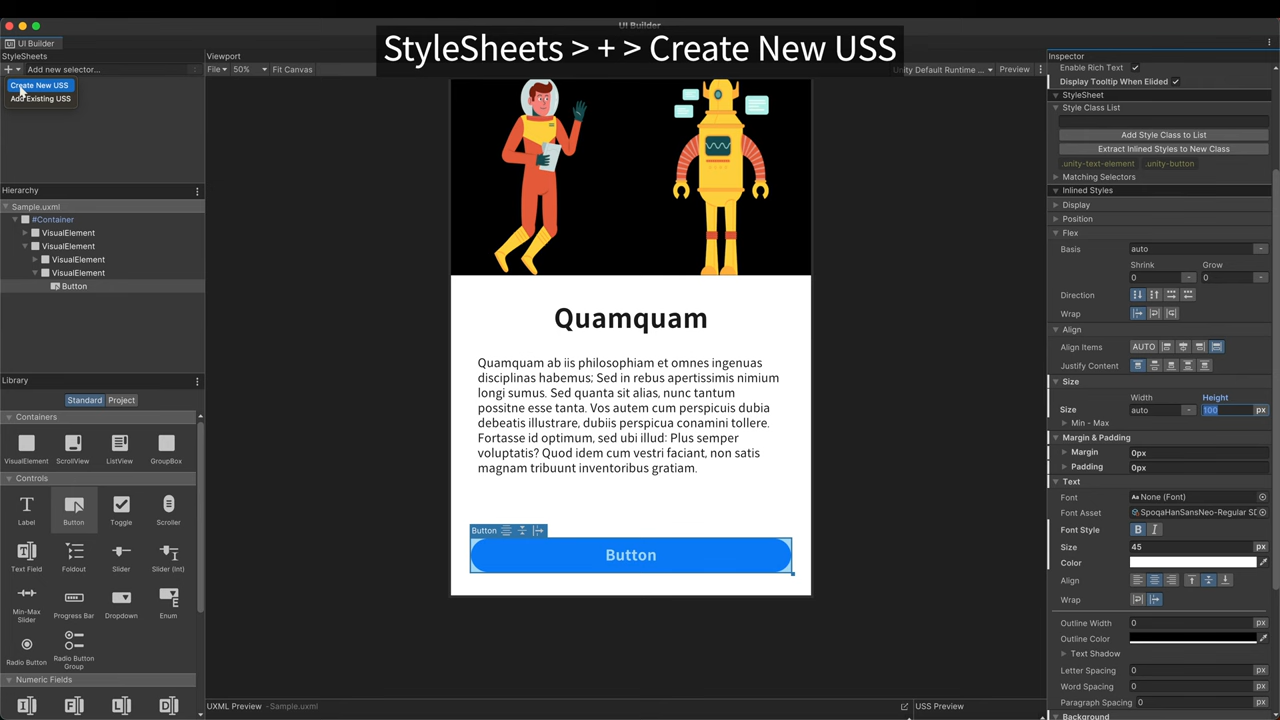 UI Builder
StyleSheets > + > Create New USS
UI Builder
StyleSheets
Add new selector...
Create New USS
Add Existing USS
Hierarchy
Sample.uxml
#Container
VisualElement
VisualElement
VisualElement
VisualElement
Button
Library
Standard
Project
Containers
VisualElement
ScrollView
ListView
GroupBox
Controls
Label
Button
Toggle
Scroller
Text Field
Foldout
Slider
Slider (Int)
Min-Max
Slider
Progress Bar
Dropdown
Enum
Radio Button
Radio Button
Group
Numeric Fields
Viewport
File
50%
Fit Canvas
Unity Default Runtime ...
Preview
Quamquam
Quamquam ab iis philosophiam et omnes ingenuas
disciplinas habemus; Sed in rebus apertissimis nimium
longi sumus. Sed quanta sit alias, nunc tantum
possitne esse tanta. Vos autem cum perspicuis dubia
debeatis illustrare, dubiis perspicua conamini tollere.
Fortasse id optimum, sed ubi illud: Plus semper
voluptatis? Quod idem cum vestri faciant, non satis
magnam tribuunt inventoribus gratiam.
Button
Button
UXML Preview - Sample.uxml
USS Preview
Inspector
Enable Rich Text
Display Tooltip When Elided
StyleSheet
Style Class List
Add Style Class to List
Extract Inlined Styles to New Class
.unity-text-element
.unity-button
Matching Selectors
Inlined Styles
Display
Position
Flex
Basis auto -
Shrink Grow
0 - 0 -
Direction
Wrap
Align
Align Items AUTO
Justify Content
Size
Width Height
Size auto - 100 px
Min - Max
Margin & Padding
Margin 0px
Padding 0px
Text
Font Aa None (Font)
Font Asset SpoqaHanSansNeo-Regular SD
Font Style B I
Size 45 px
Color
Align
Wrap
Outline Width 0 px
Outline Color
Text Shadow
Letter Spacing 0 px
Word Spacing 0 px
Paragraph Spacing 0 px
Background